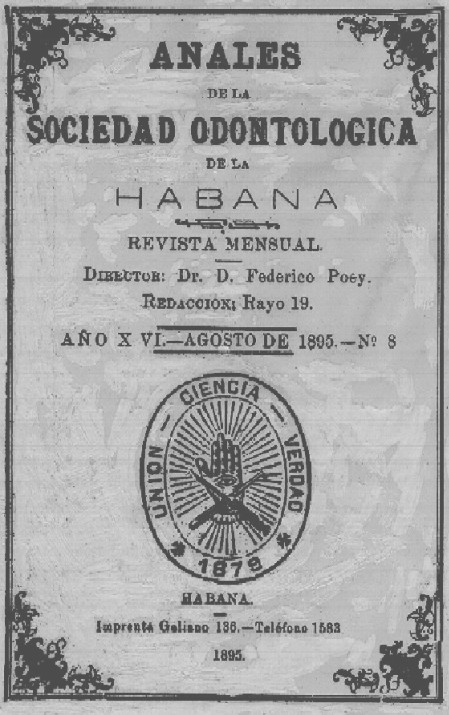 ANALES
DE LA
SOCIEDAD ODONTOLOGICA
DE LA
HABANA
REVISTA MENSUAL.
DIRECTOR: Dr. D. Federico Poey.
REDACCION; Rayo 19.
AÑO X VI.—AGOSTO DE 1895.—Nº 8
UNION — CIENCIA — VERDAD
1879
HABANA.
Imprenta Galiano 136.—Teléfono 1583
1895.